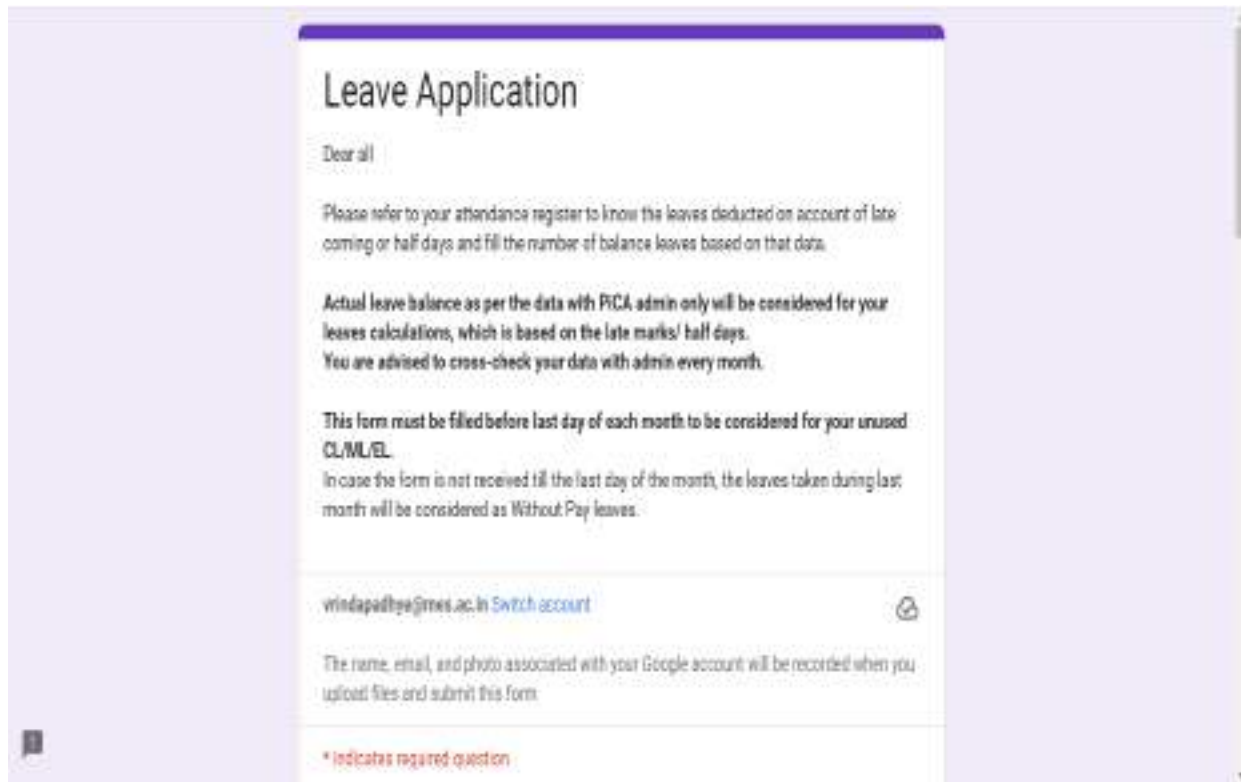 Leave Application
Dear all
Please refer to your attendance register to know the leaves deducted on account of late
coming or half days and fill the number of balance leaves based on that data.
Actual leave balance as per the data with PiCA admin only will be considered for your
leaves calculations, which is based on the late marks/ half days.
You are advised to cross-check your data with admin every month.
This form must be filled before last day of each month to be considered for your unused
CL/ML/EL.
In case the form is not received till the last day of the month, the leaves taken during last
month will be considered as Without Pay leaves.
vrindapadhye@mes.ac.in Switch account
The name, email, and photo associated with your Google account will be recorded when you
upload files and submit this form
* Indicates required question